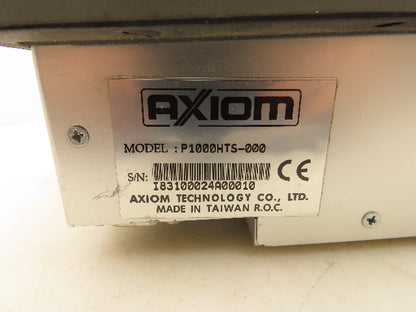 AXIOM
MODEL : P1000HTS-000
S/N:
I83100024A00010
CE
AXIOM TECHNOLOGY CO., LTD.
MADE IN TAIWAN R.O.C.